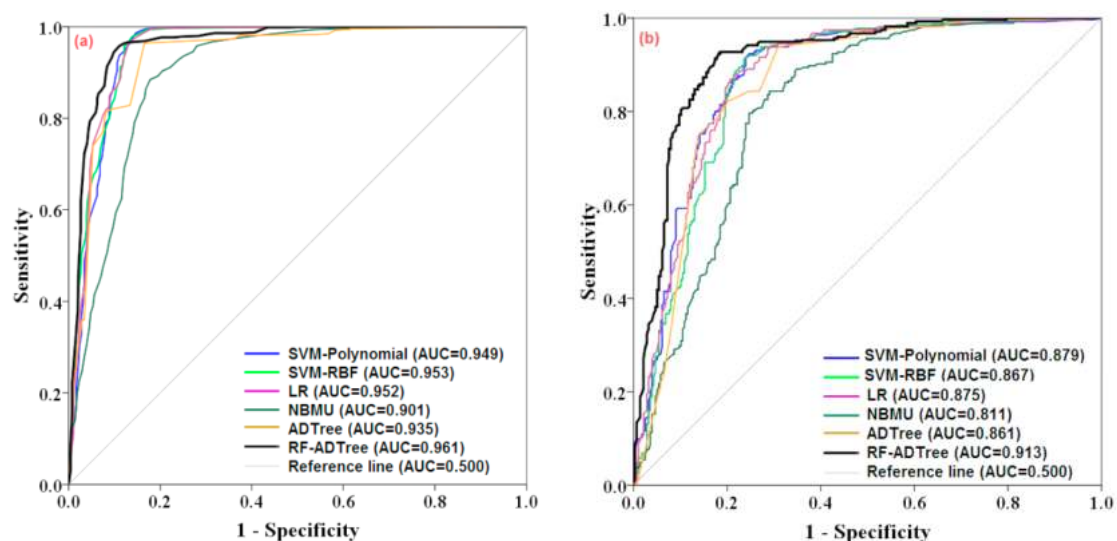 (a)
1.0
0.8
0.6
0.4
0.2
0.0
Sensitivity
SVM-Polynomial (AUC=0.949)
SVM-RBF (AUC=0.953)
LR (AUC=0.952)
NBMU (AUC=0.901)
ADTree (AUC=0.935)
RF-ADTree (AUC=0.961)
Reference line (AUC=0.500)
0.0 0.2 0.4 0.6 0.8 1.0
1 - Specificity
(b)
1.0
0.8
0.6
0.4
0.2
0.0
Sensitivity
SVM-Polynomial (AUC=0.879)
SVM-RBF (AUC=0.867)
LR (AUC=0.875)
NBMU (AUC=0.811)
ADTree (AUC=0.861)
RF-ADTree (AUC=0.913)
Reference line (AUC=0.500)
0.0 0.2 0.4 0.6 0.8 1.0
1 - Specificity